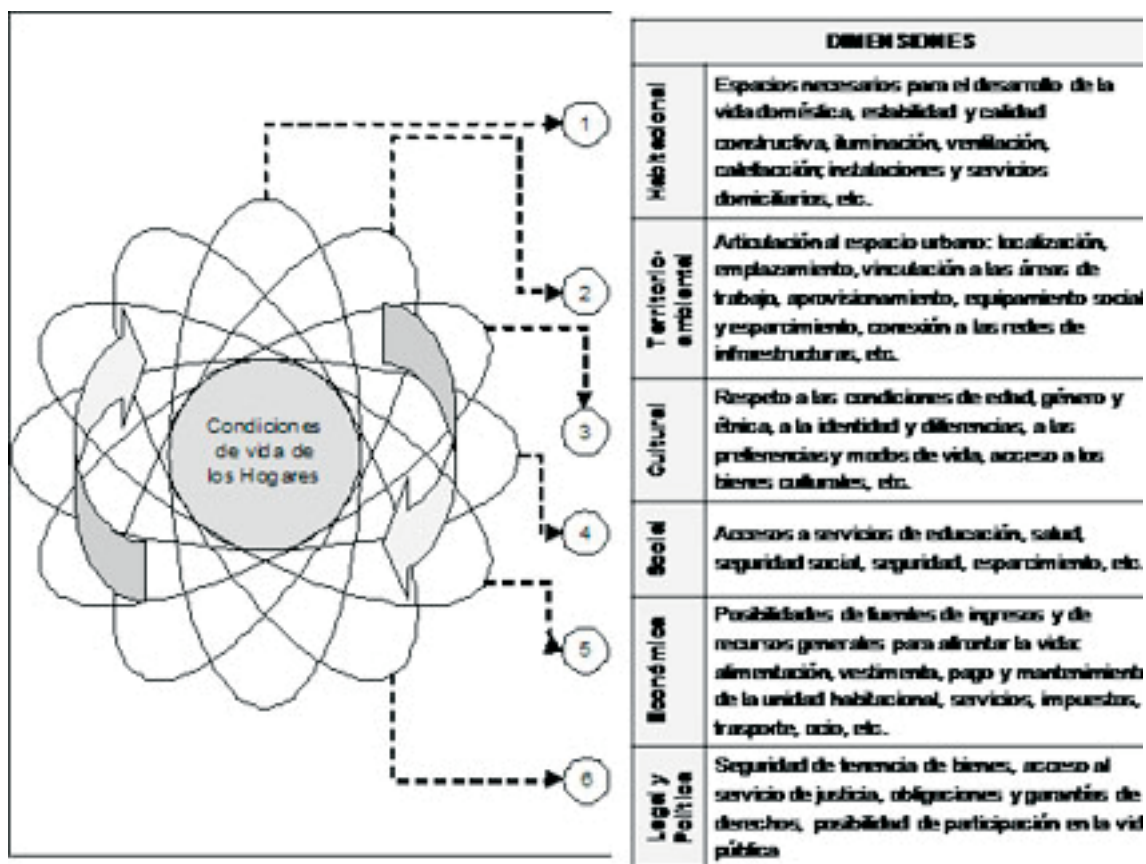 1
2
3
4
5
6
Condiciones
de vida de
los Hogares
DIMENSIONES
Habitacional
Espacios necesarios para el desarrollo de la
vida doméstica, estabilidad y calidad
constructiva, iluminación, ventilación,
calefacción; instalaciones y servicios
domiciliarios, etc.
Territorio-
ambiental
Articulación al espacio urbano: localización,
emplazamiento, vinculación a las áreas de
trabajo, aprovisionamiento, equipamiento social
y esparcimiento, conexión a las redes de
infraestructuras, etc.
Cultural
Respeto a las condiciones de edad, género y
étnica, a la identidad y diferencias, a las
preferencias y modos de vida, acceso a los
bienes culturales, etc.
Social
Accesos a servicios de educación, salud,
seguridad social, seguridad, esparcimiento, etc.
Económica
Posibilidades de fuentes de ingresos y de
recursos generales para afrontar la vida:
alimentación, vestimenta, pago y mantenimiento
de la unidad habitacional, servicios, impuestos,
trasporte, ocio, etc.
Legal y
Política
Seguridad de tenencia de bienes, acceso al
servicio de justicia, obligaciones y garantías de
derechos, posibilidad de participación en la vid
pública